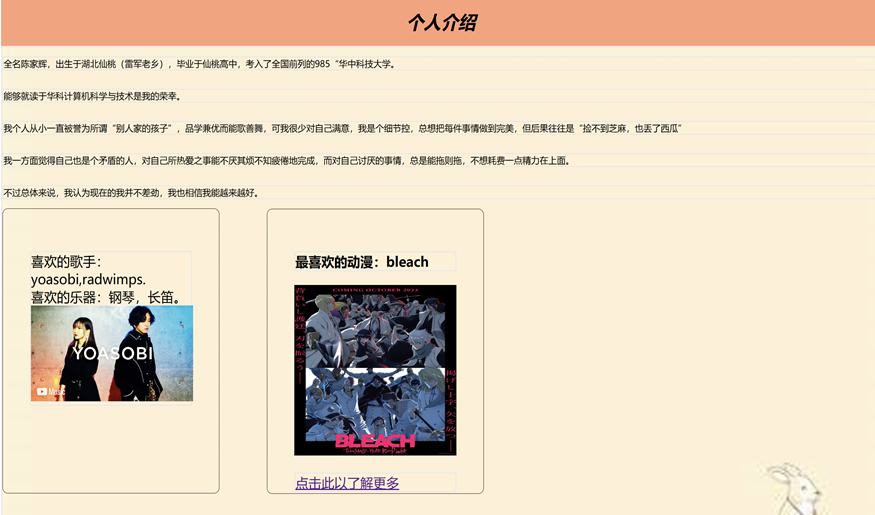 个人介绍
全名陈家辉，出生于湖北仙桃（雷军老乡），毕业于仙桃高中，考入了全国前列的985“华中科技大学。
能够就读于华科计算机科学与技术是我的荣幸。
我个人从小一直被誉为所谓“别人家的孩子”，品学兼优而能歌善舞，可我很少对自己满意，我是个细节控，总想把每件事情做到完美，但后果往往是“捡不到芝麻，也丢了西瓜”
我一方面觉得自己也是个矛盾的人，对自己所热爱之事能不厌其烦不知疲倦地完成，而对自己讨厌的事情，总是能拖则拖，不想耗费一点精力在上面。
不过总体来说，我认为现在的我并不差劲，我也相信我能越来越好。
喜欢的歌手：
yoasobi,radwimps.
喜欢的乐器：钢琴，长笛。
YOASOBI
Music
最喜欢的动漫：bleach
COMING OCTOBER 2022
BLEACH
点击此以了解更多